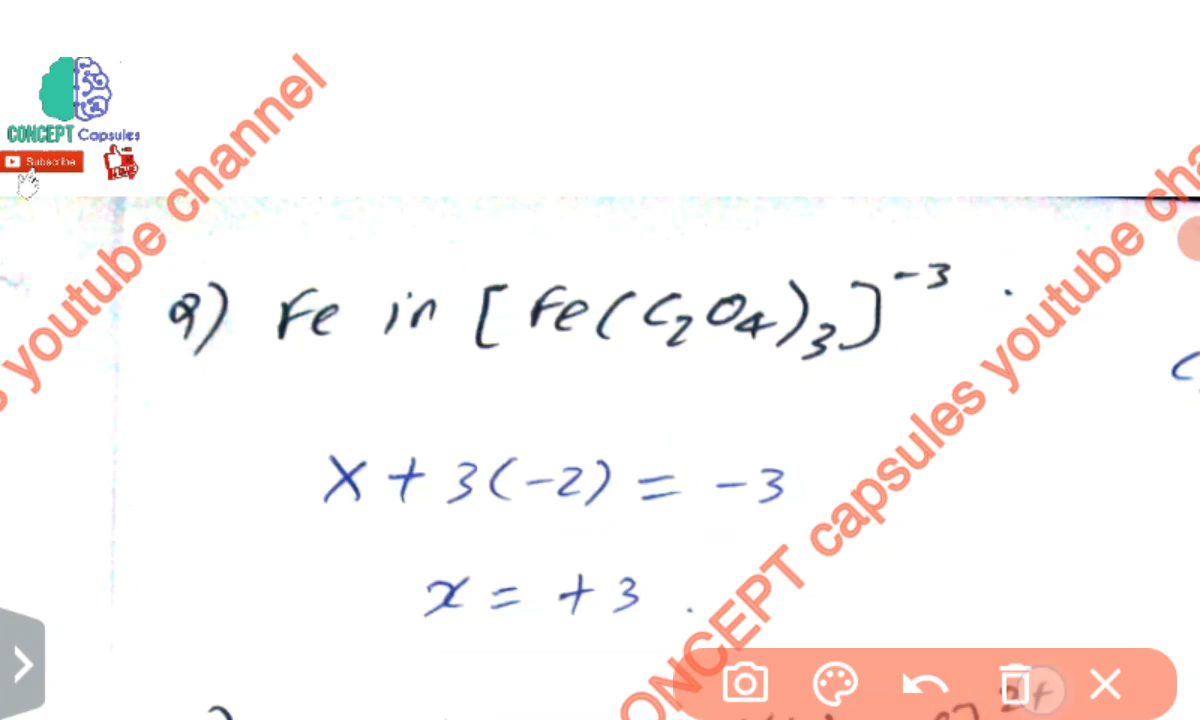 CONCEPT Capsules
Subscribe
CONCEPT capsules youtube channel
s youtube channel
9) Fe in [Fe(C₂O₄)₃]⁻³ .
x + 3(-2) = -3
x = +3 .